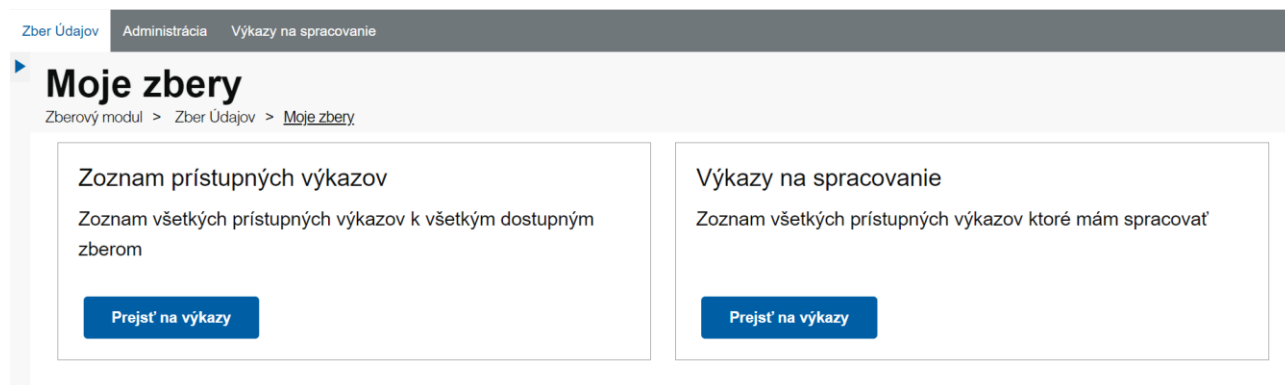 Zber Údajov Administrácia Výkazy na spracovanie
Moje zbery
Zberový modul > Zber Údajov > Moje zbery
Zoznam prístupných výkazov
Zoznam všetkých prístupných výkazov k všetkým dostupným
zberom
Prejsť na výkazy
Výkazy na spracovanie
Zoznam všetkých prístupných výkazov ktoré mám spracovať
Prejsť na výkazy